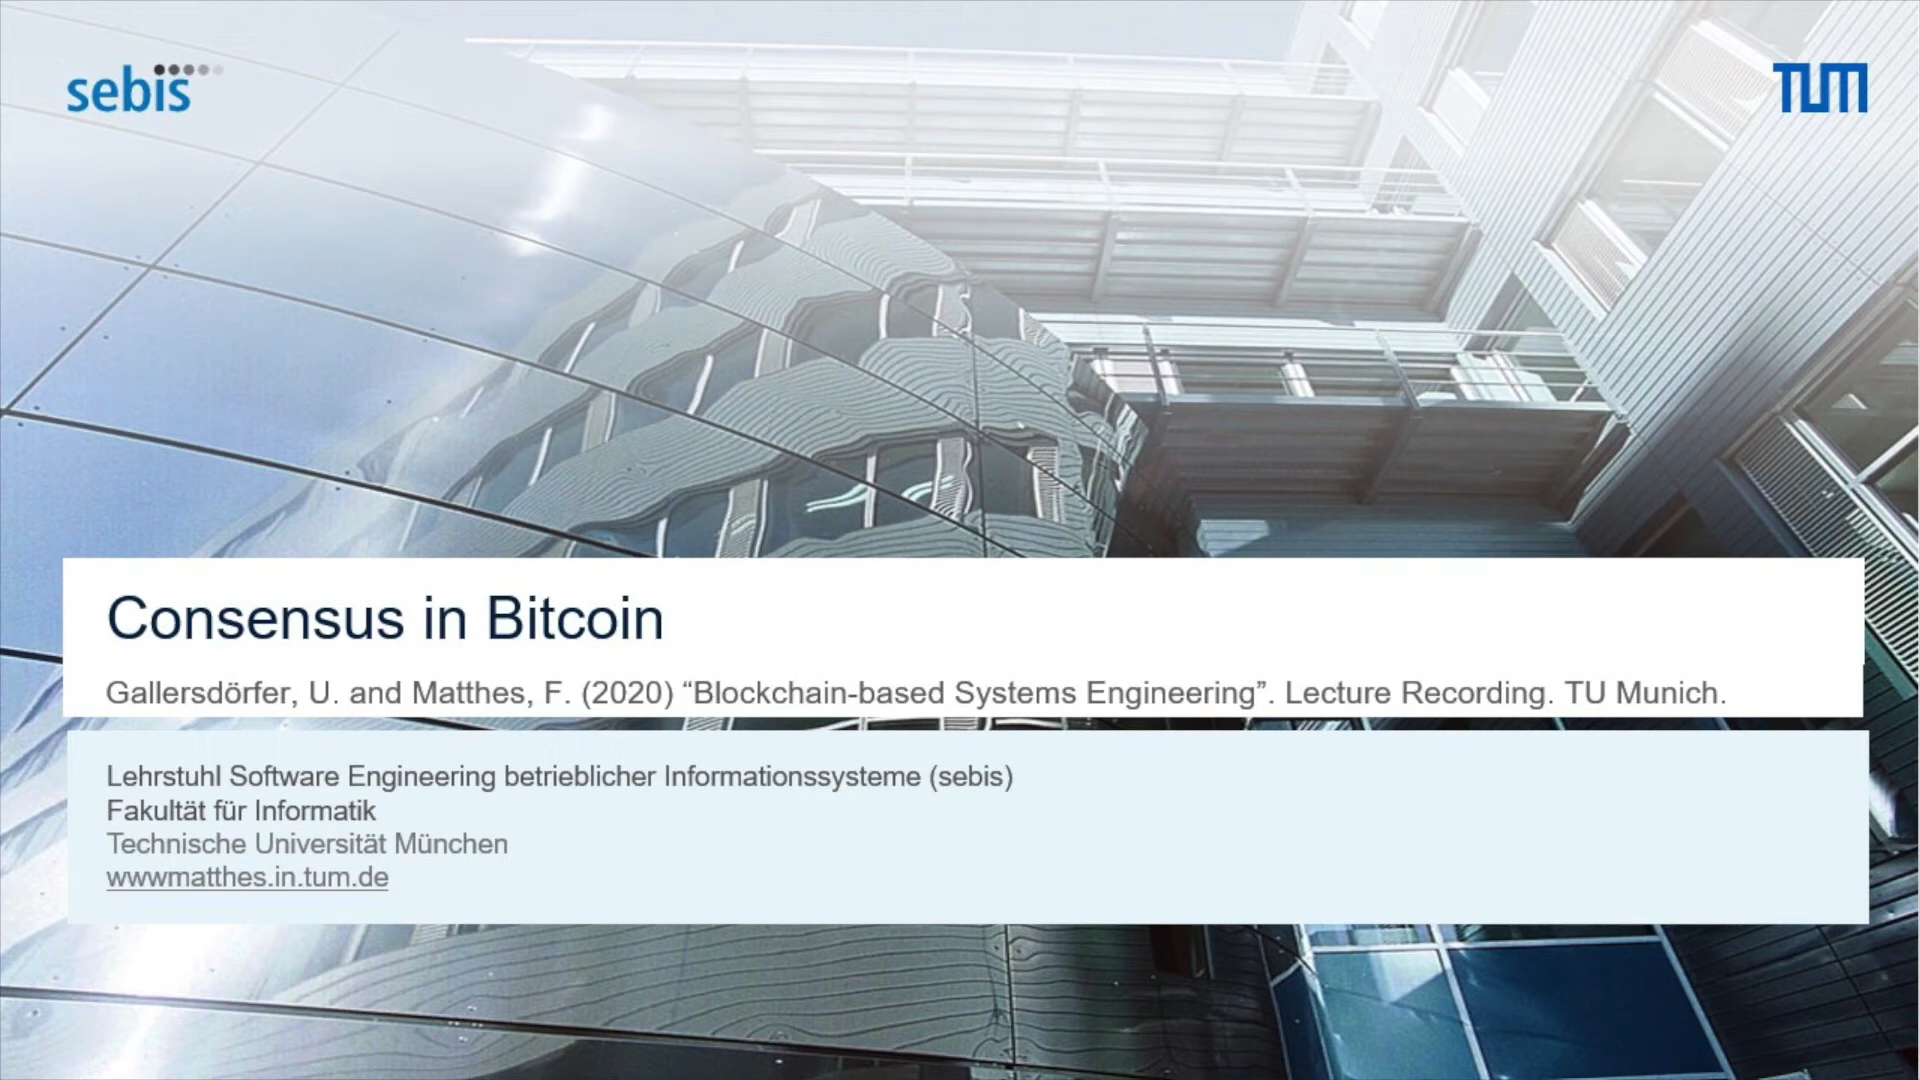 sebis
TUM
Consensus in Bitcoin
Gallersdörfer, U. and Matthes, F. (2020) “Blockchain-based Systems Engineering”. Lecture Recording. TU Munich.
Lehrstuhl Software Engineering betrieblicher Informationssysteme (sebis)
Fakultät für Informatik
Technische Universität München
wwwmatthes.in.tum.de